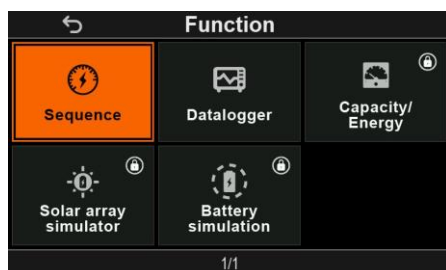 Function
Sequence
Datalogger
Capacity/
Energy
Solar array
simulator
Battery
simulation
1/1